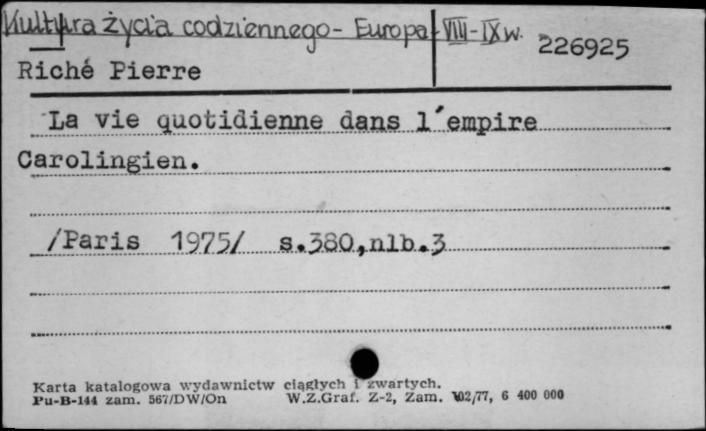 Kultura życia codziennego - Europa - VIII - IX w. 226925
Riché Pierre
La vie quotidienne dans l'empire
Carolingien.
/Paris 1975/ s.380,nlb.3
Karta katalogowa wydawnictw ciągłych i zwartych.
Pu-B-144 zam. 567/DW/On W.Z.Graf. Z-2, Zam. 102/77, 6 400 000